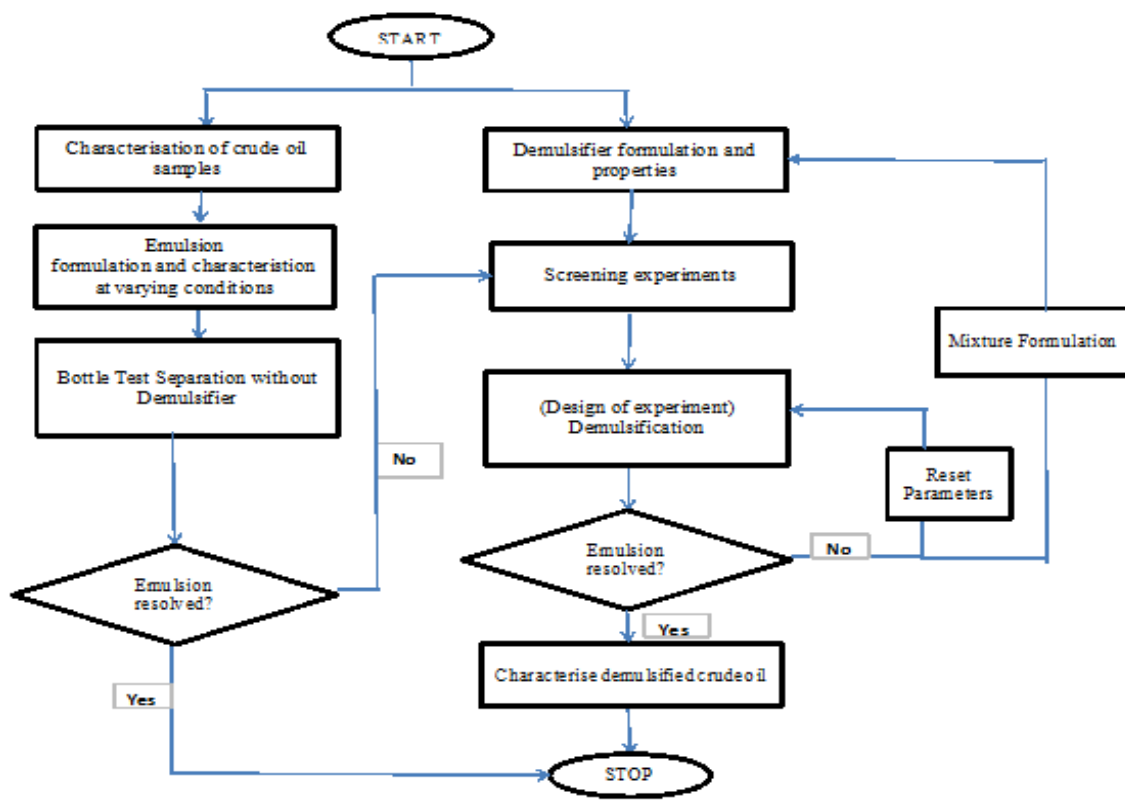 START
Characterisation of crude oil
samples
Emulsion
formulation and characteristion
at varying conditions
Bottle Test Separation without
Demulsifier
No
Emulsion
resolved?
Yes
Demulsifier formulation and
properties
Screening experiments
(Design of experiment)
Demulsification
Emulsion
resolved?
No
Reset
Parameters
Mixture Formulation
Yes
Characterise demulsified crude oil
STOP